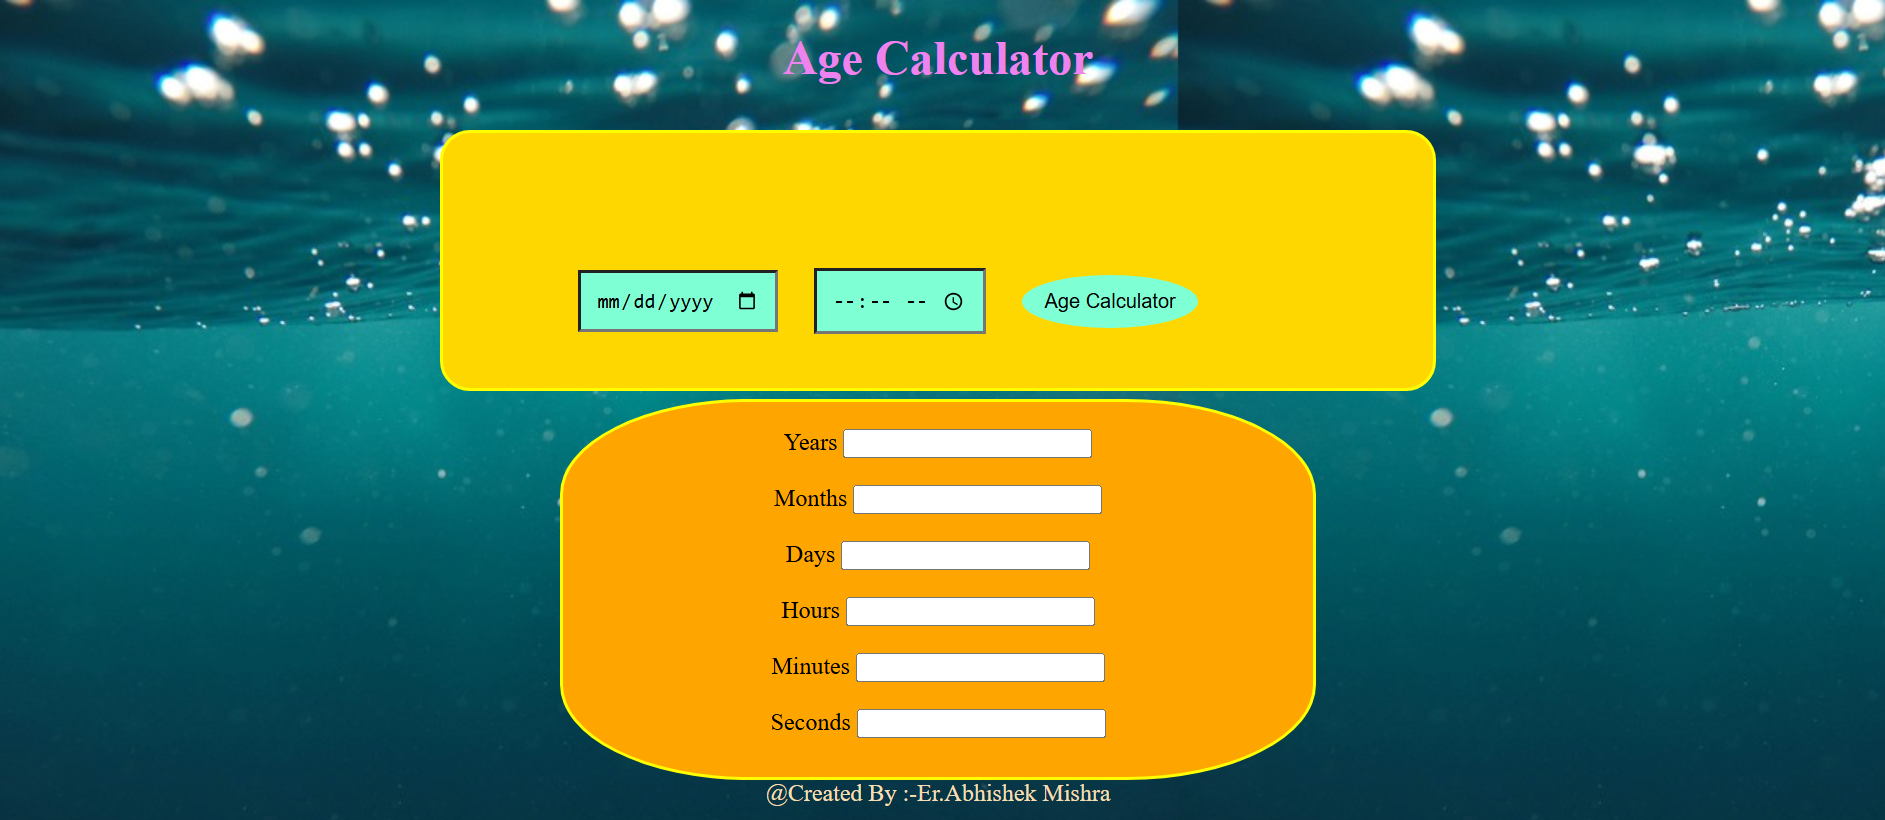 Age Calculator
mm/dd/yyyy --:-- -- Age Calculator
Years
Months
Days
Hours
Minutes
Seconds
@Created By :-Er.Abhishek Mishra